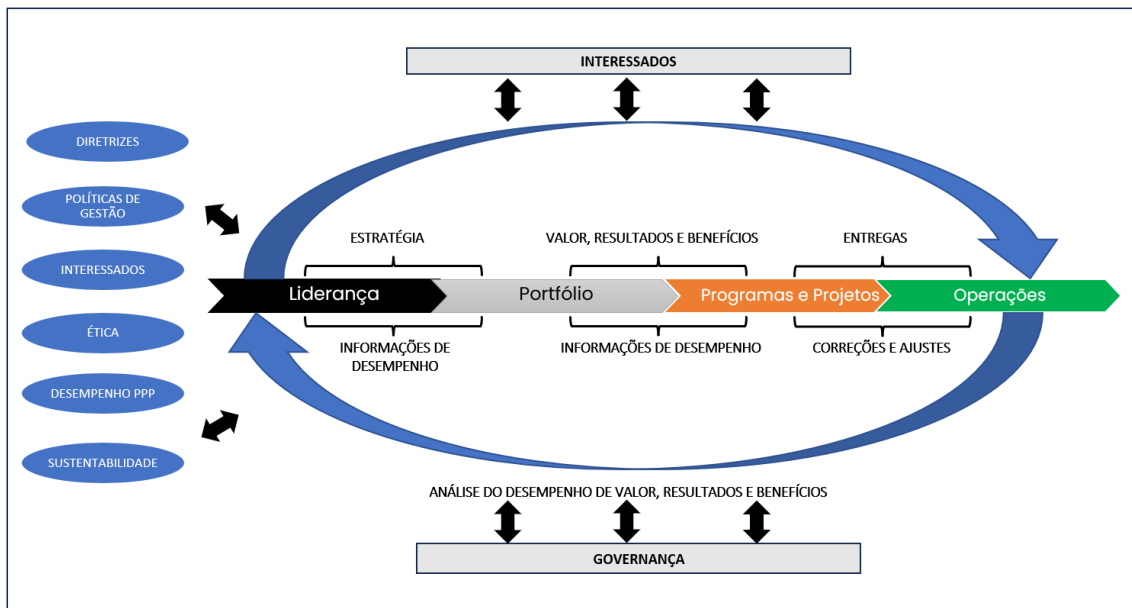 INTERESSADOS
DIRETRIZES
POLÍTICAS DE
GESTÃO
INTERESSADOS
ÉTICA
DESEMPENHO PPP
SUSTENTABILIDADE
ESTRATÉGIA
VALOR, RESULTADOS E BENEFÍCIOS
ENTREGAS
Liderança
Portfólio
Programas e Projetos
Operações
INFORMAÇÕES DE
DESEMPENHO
INFORMAÇÕES DE DESEMPENHO
CORREÇÕES E AJUSTES
ANÁLISE DO DESEMPENHO DE VALOR, RESULTADOS E BENEFÍCIOS
GOVERNANÇA